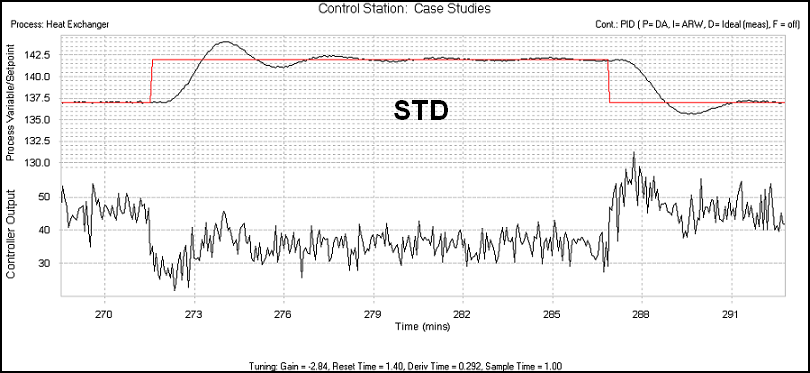 Control Station: Case Studies
Process: Heat Exchanger
Cont.: PID ( P= DA, I= ARW, D= Ideal (meas), F = off)
Process Variable/Setpoint
142.5
140.0
137.5
135.0
132.5
130.0
STD
Controller Output
50
40
30
270
273
276
279
282
285
288
291
Time (mins)
Tuning: Gain = -2.84, Reset Time = 1.40, Deriv Time = 0.292, Sample Time = 1.00